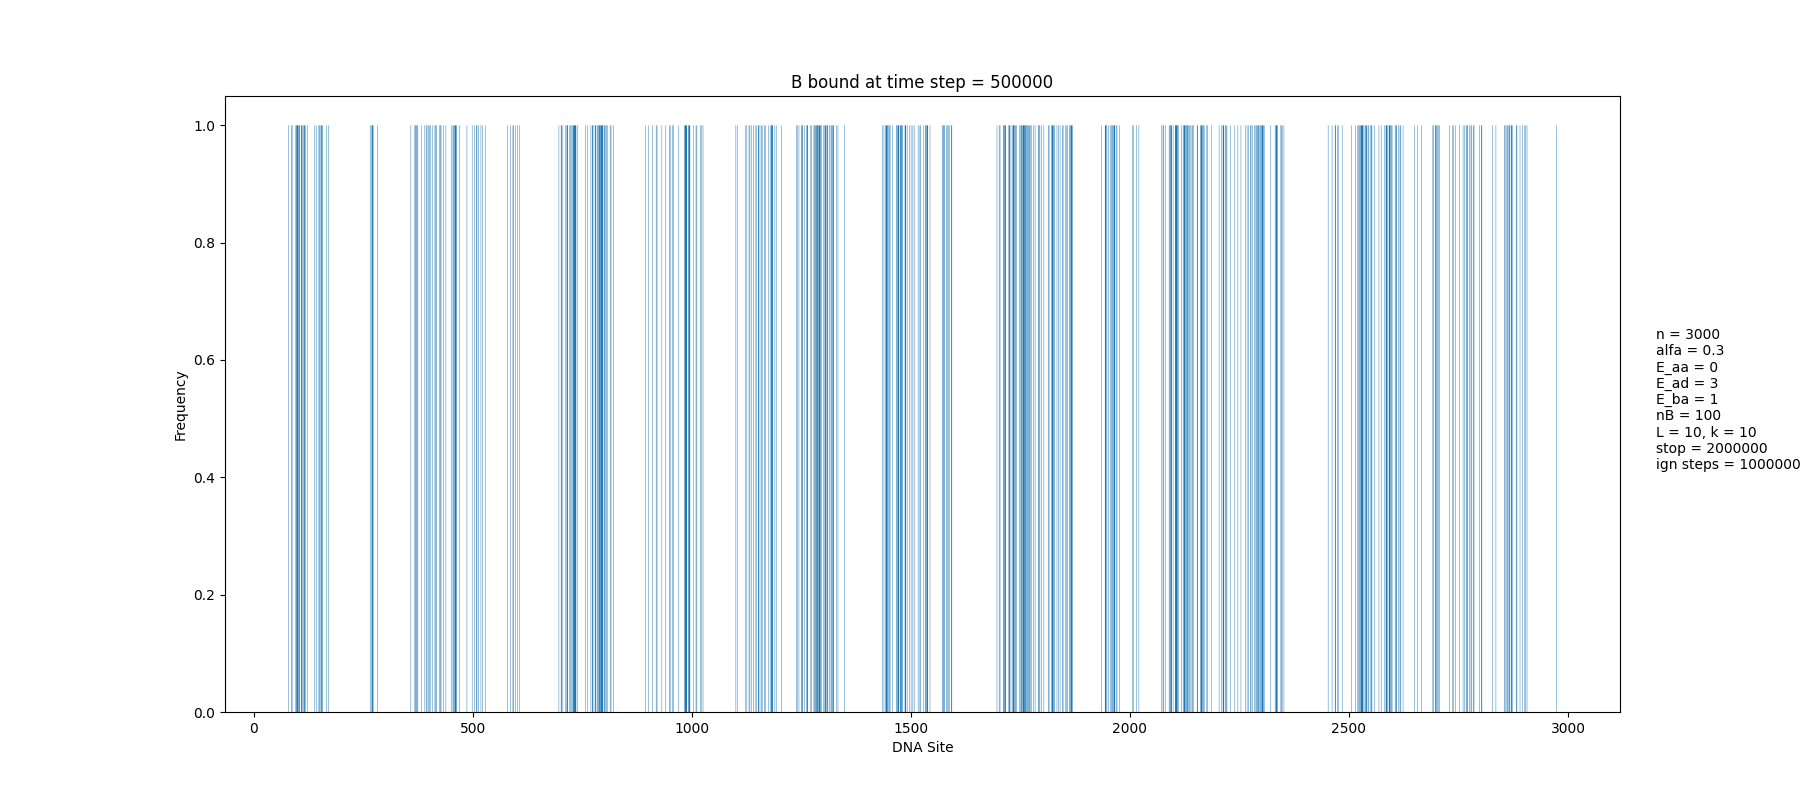 B bound at time step = 500000
1.0
0.8
0.6
0.4
0.2
0.0
Frequency
0 500 1000 1500 2000 2500 3000
DNA Site
n = 3000
alfa = 0.3
E_aa = 0
E_ad = 3
E_ba = 1
nB = 100
L = 10, k = 10
stop = 2000000
ign steps = 1000000